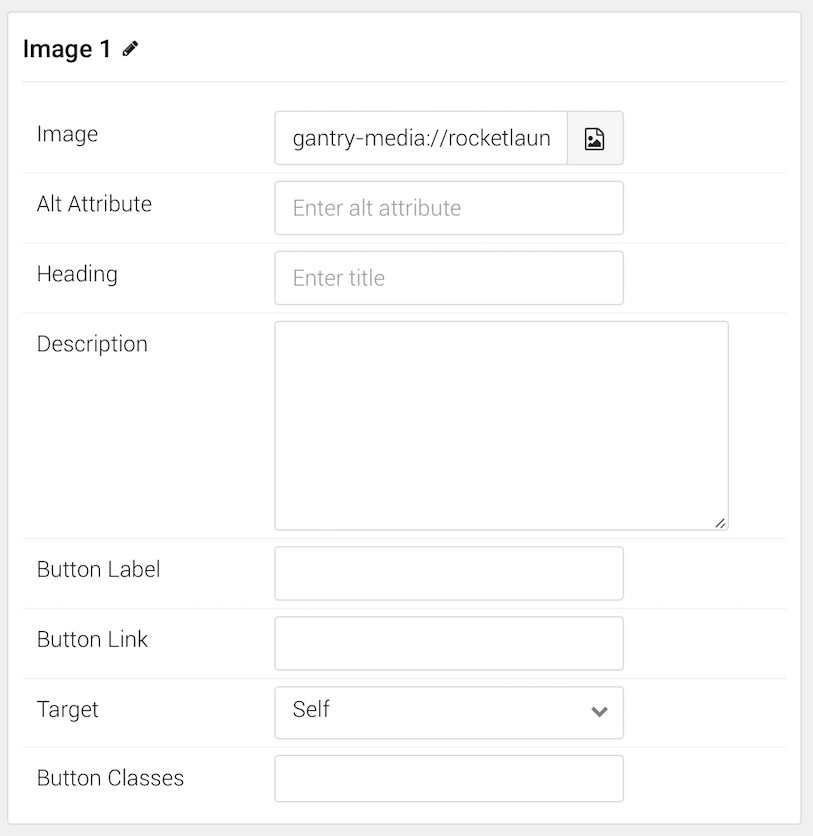 Image 1
Image
gantry-media://rocketlaun
Alt Attribute
Enter alt attribute
Heading
Enter title
Description
Button Label
Button Link
Target
Self
Button Classes